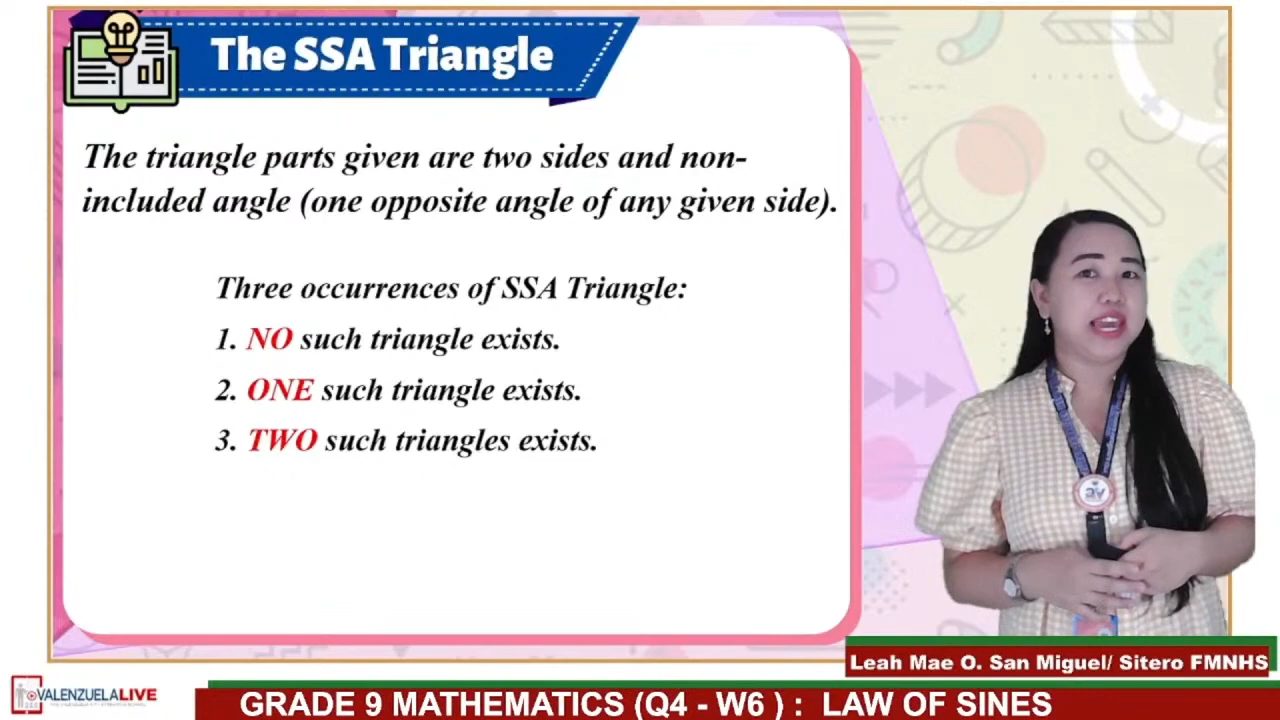 The SSA Triangle
The triangle parts given are two sides and non-
included angle (one opposite angle of any given side).
Three occurrences of SSA Triangle:
1. NO such triangle exists.
2. ONE such triangle exists.
3. TWO such triangles exists.
Leah Mae O. San Miguel/ Sitero FMNHS
VALENZUELALIVE
GRADE 9 MATHEMATICS (Q4 - W6 ) : LAW OF SINES